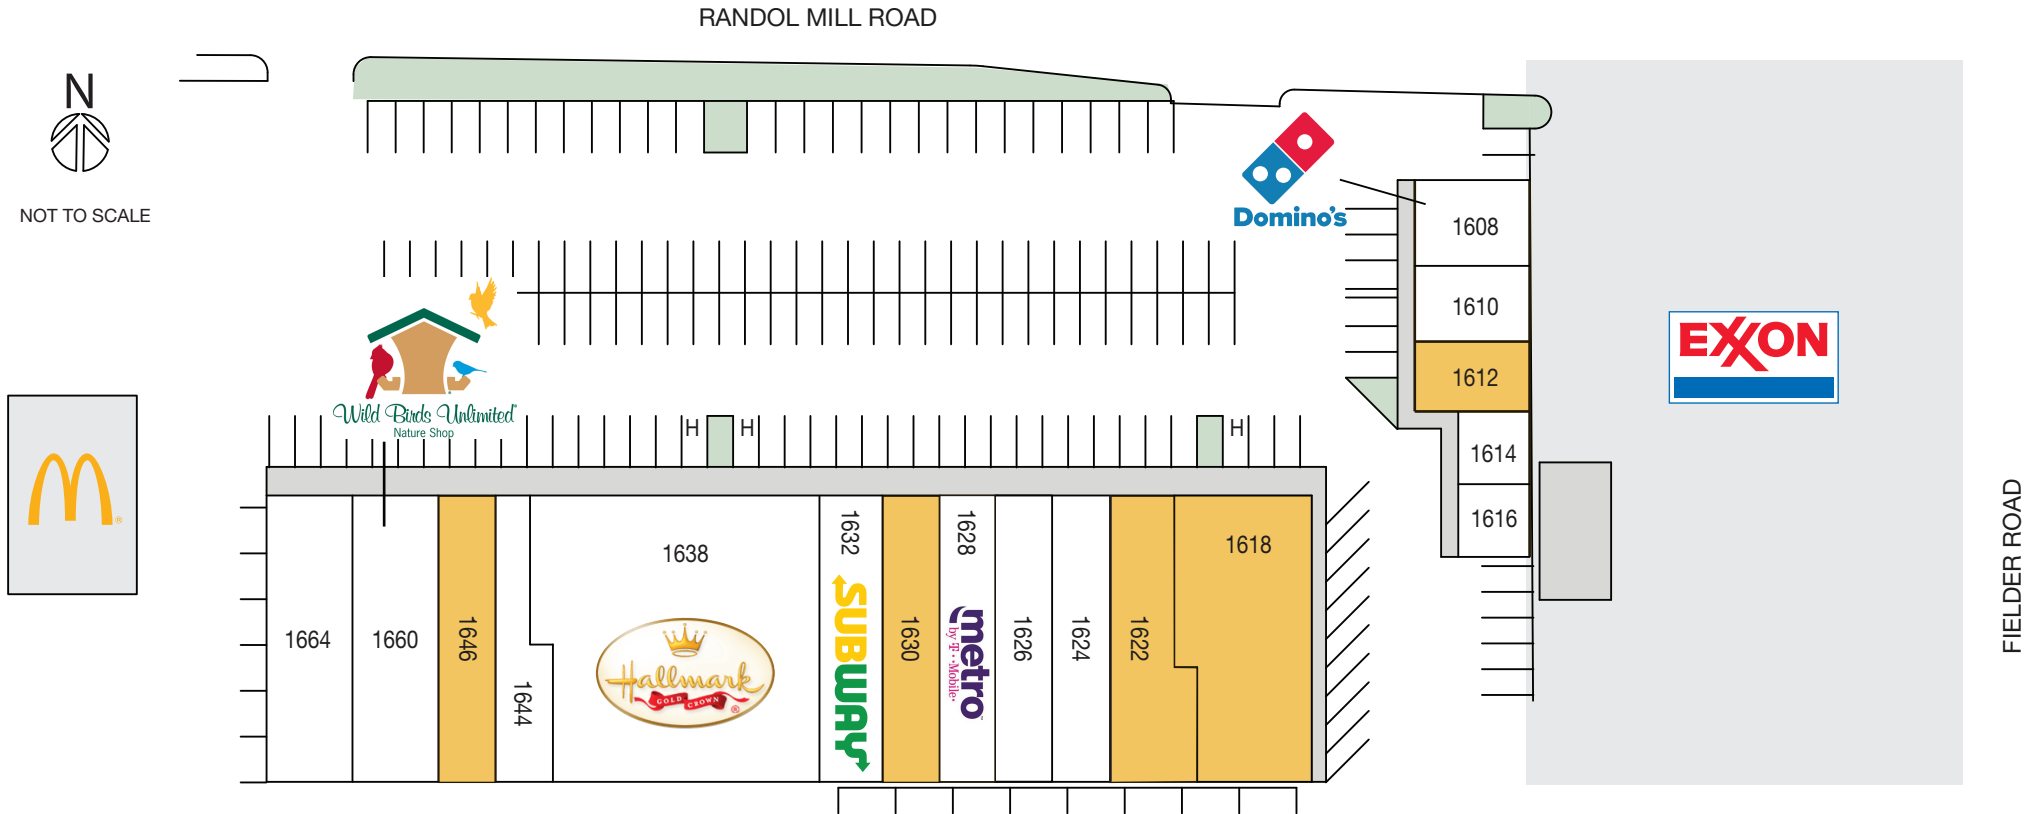 RANDOL MILL ROAD
N
NOT TO SCALE
Domino's
1608
1610
1612
1614
1616
EXXON
FIELDER ROAD
Wild Birds Unlimited®
Nature Shop
H
H
H
®
1664
1660
1646
1644
1638
Hallmark
GOLD CROWN
®
1632
SUBWAY
1630
1628
metro™
by T-Mobile
1626
1624
1622
1618